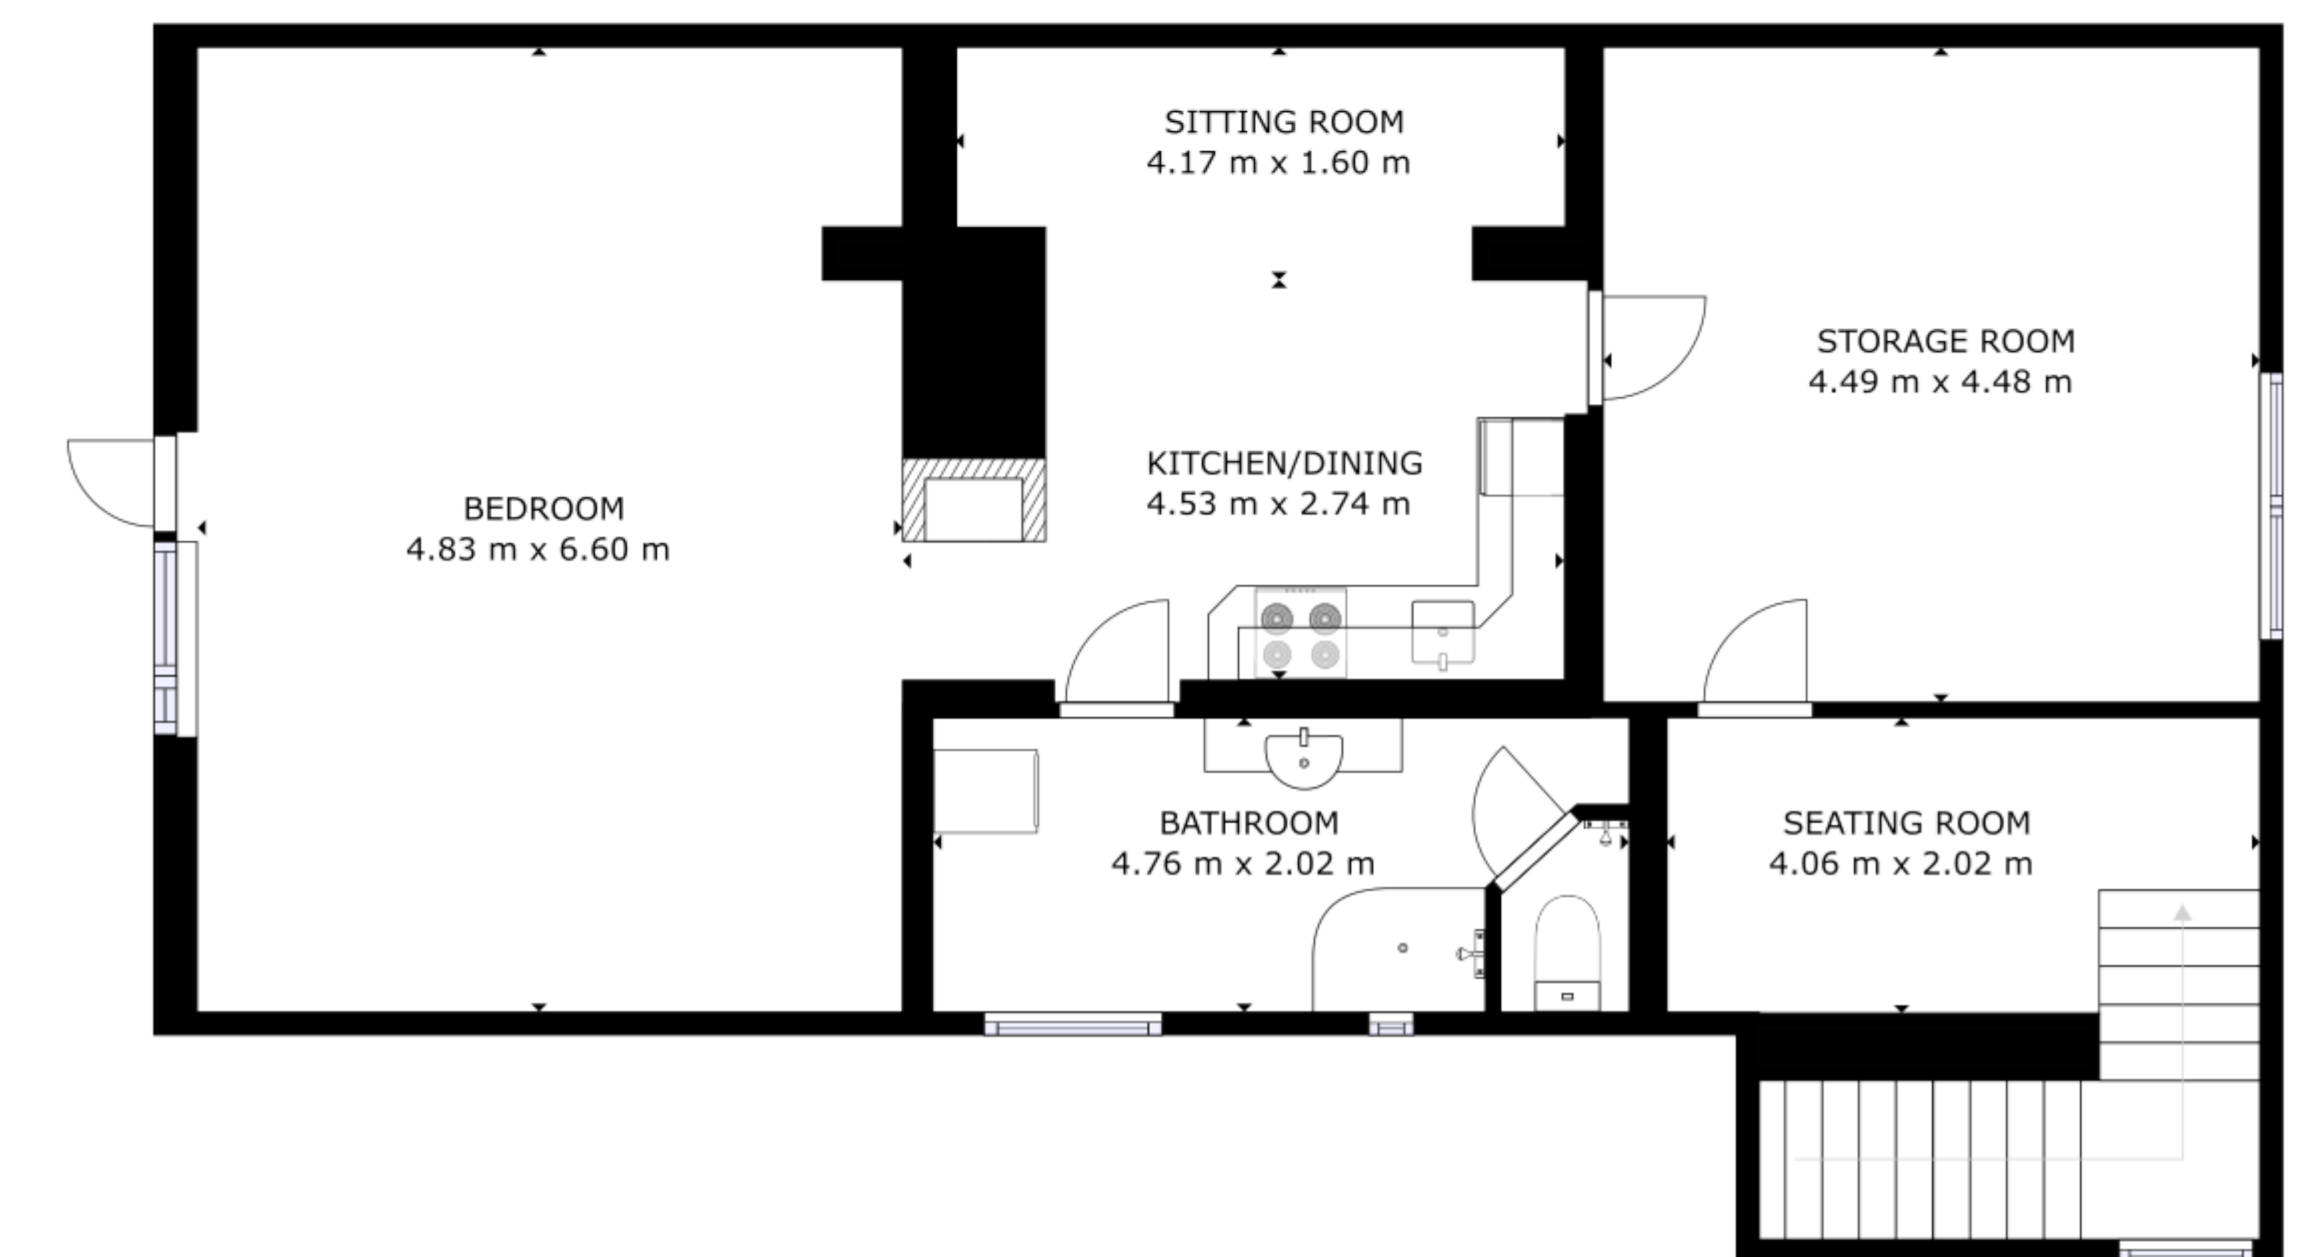 SITTING ROOM
4.17 m x 1.60 m
STORAGE ROOM
4.49 m x 4.48 m
KITCHEN/DINING
4.53 m x 2.74 m
BEDROOM
4.83 m x 6.60 m
BATHROOM
4.76 m x 2.02 m
SEATING ROOM
4.06 m x 2.02 m